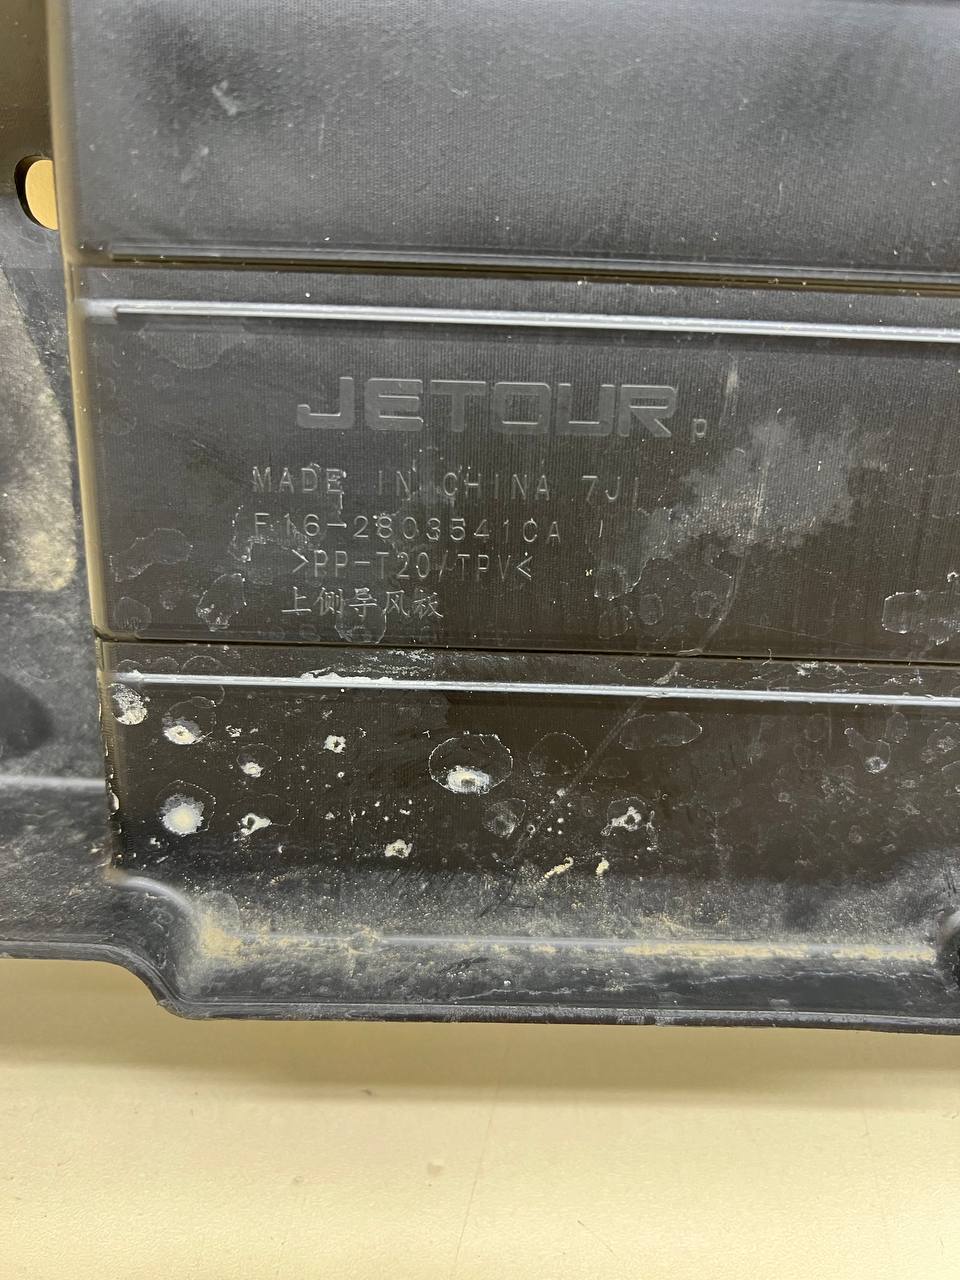 JETOUR p
MADE IN CHINA 7J
F16-2803541CA
>PP-T20/TPV<
上侧导风板